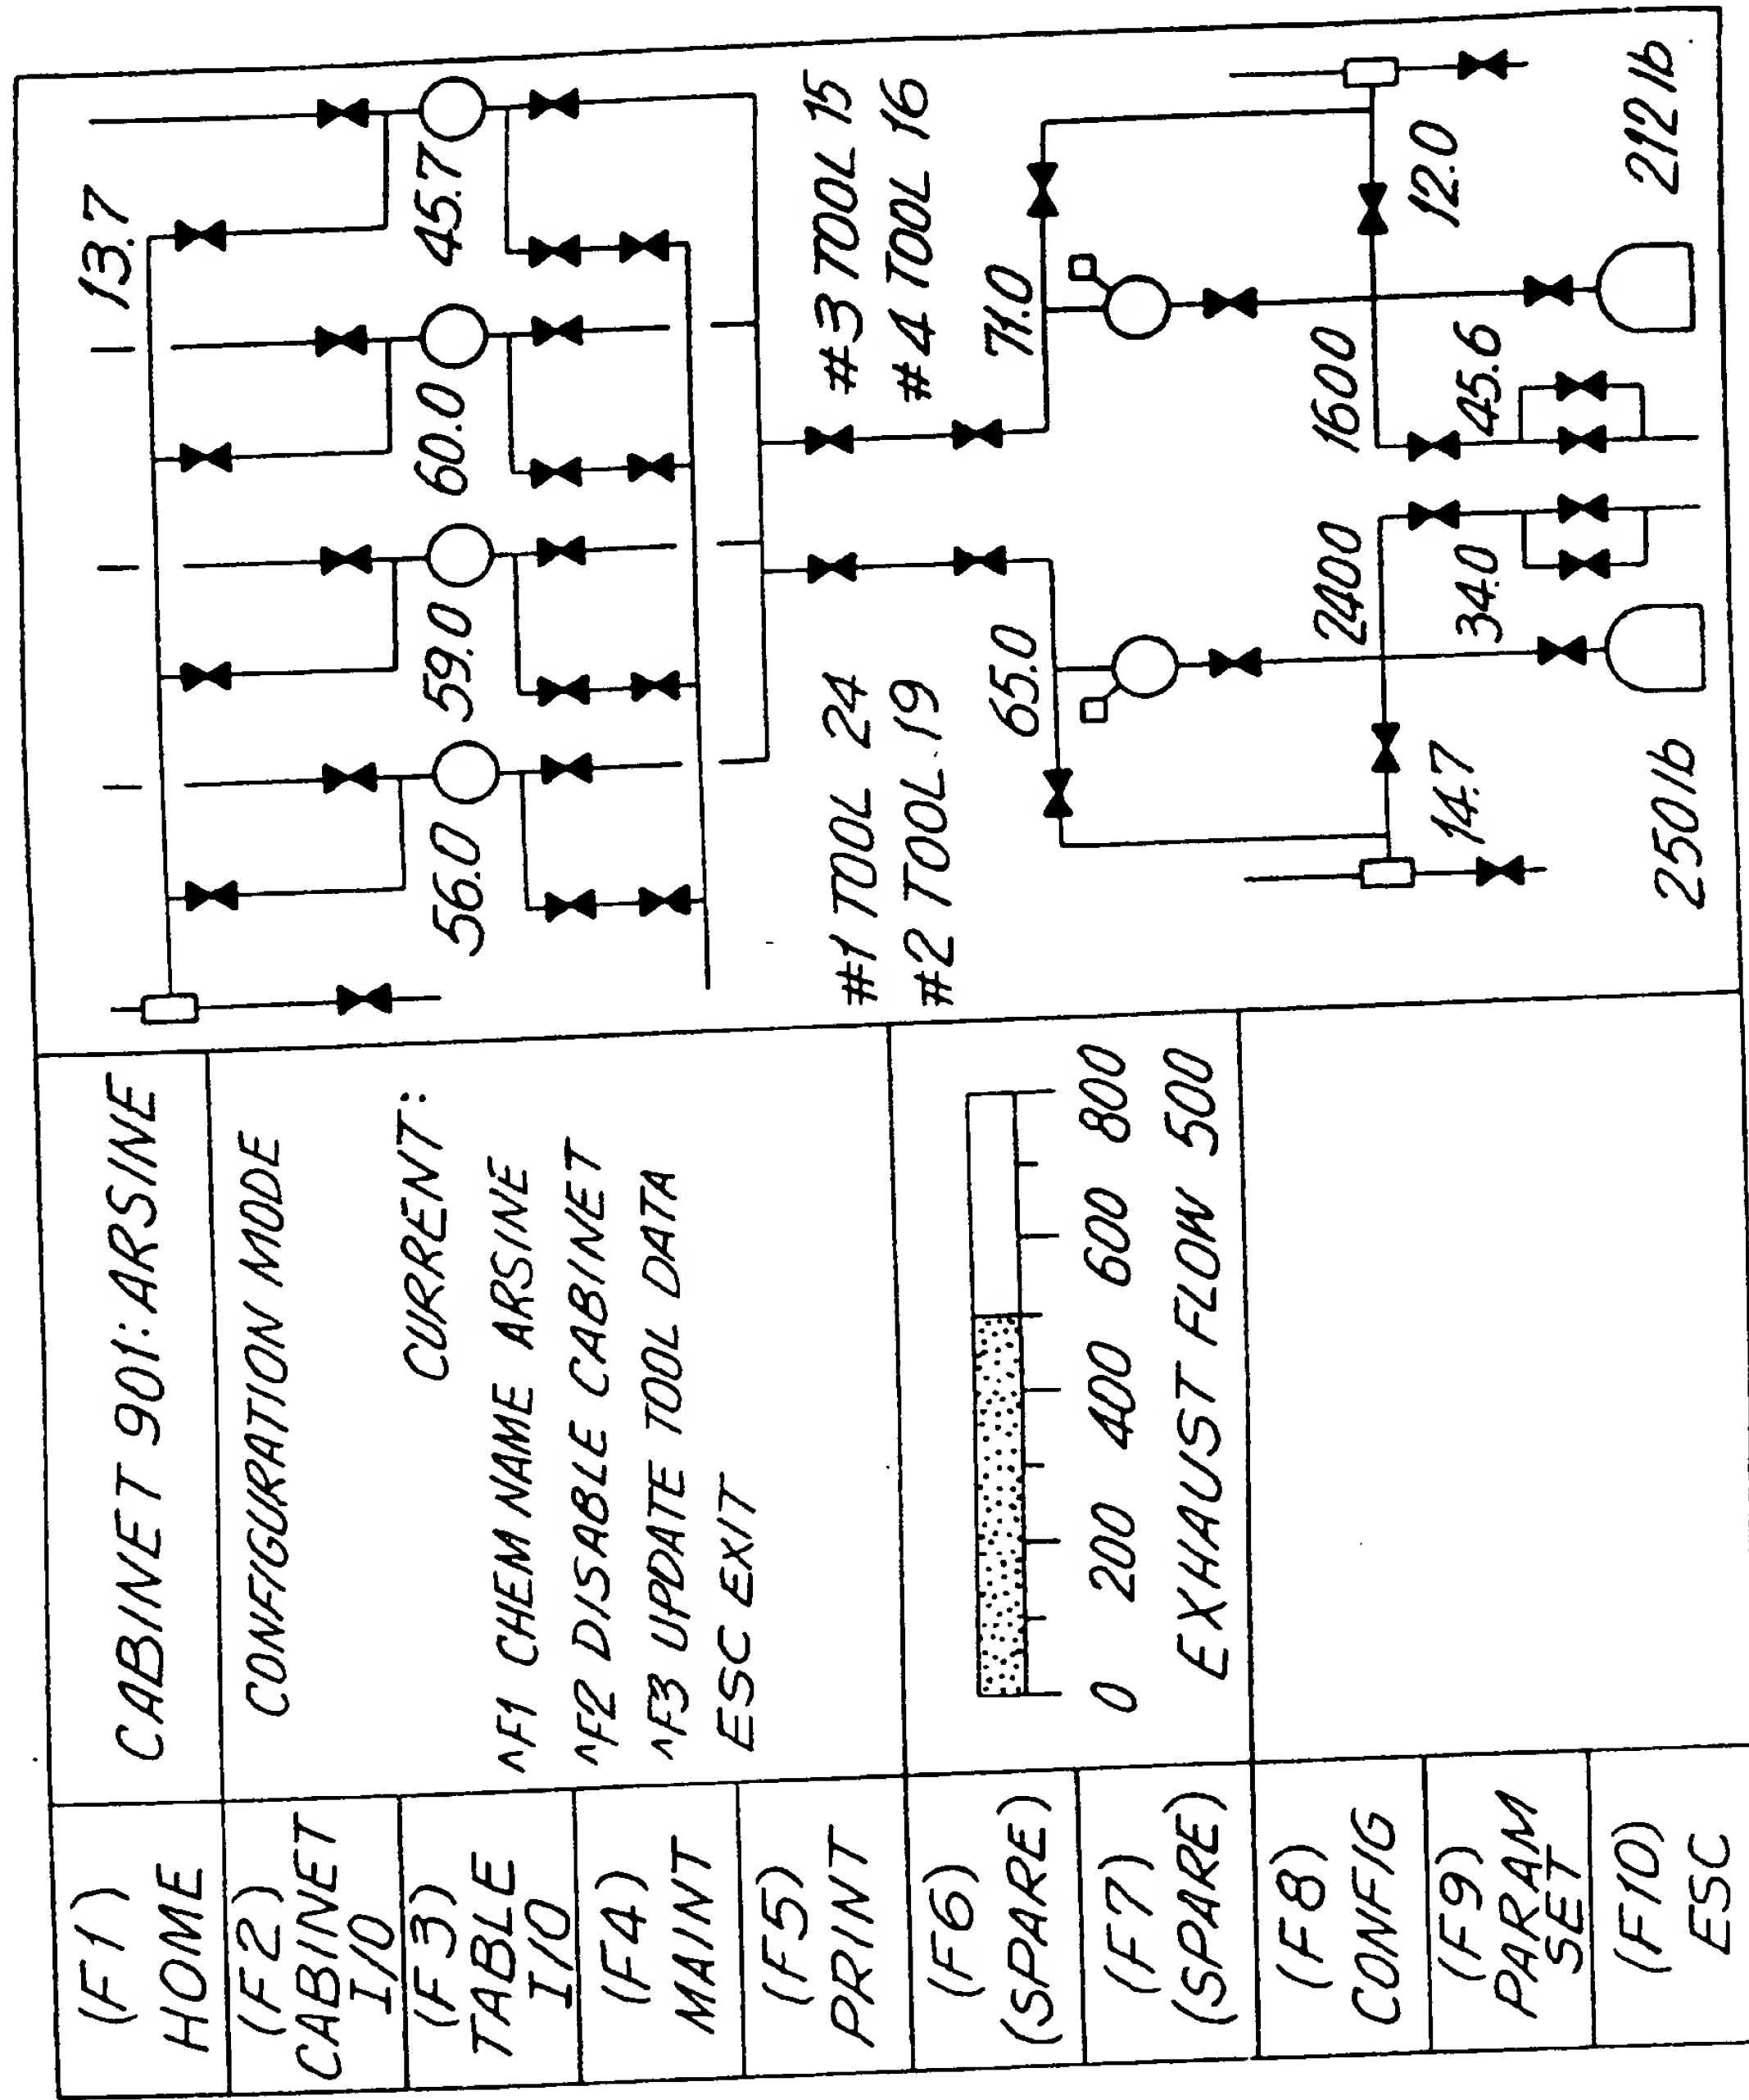 (F1)
HOME
(F2)
CABINET
I/O
(F3)
TABLE
I/O
(F4)
MAINT
(F5)
PRINT
(F6)
(SPARE)
(F7)
(SPARE)
(F8)
CONFIG
(F9)
PARAM
SET
(F10)
ESC
CABINET 901: ARSINE
CONFIGURATION MODE
CURRENT:
^F1 CHEM NAME ARSINE
^F2 DISABLE CABINET
^F3 UPDATE TOOL DATA
ESC EXIT
0 200 400 600 800
EXHAUST FLOW 500
13.7
56.0 59.0 60.0 45.7
#1 TOOL 24 #3 TOOL 15
#2 TOOL 19 #4 TOOL 16
65.0 71.0
2400 1600
14.7 34.0 45.6 12.0
250 lb 212 lb